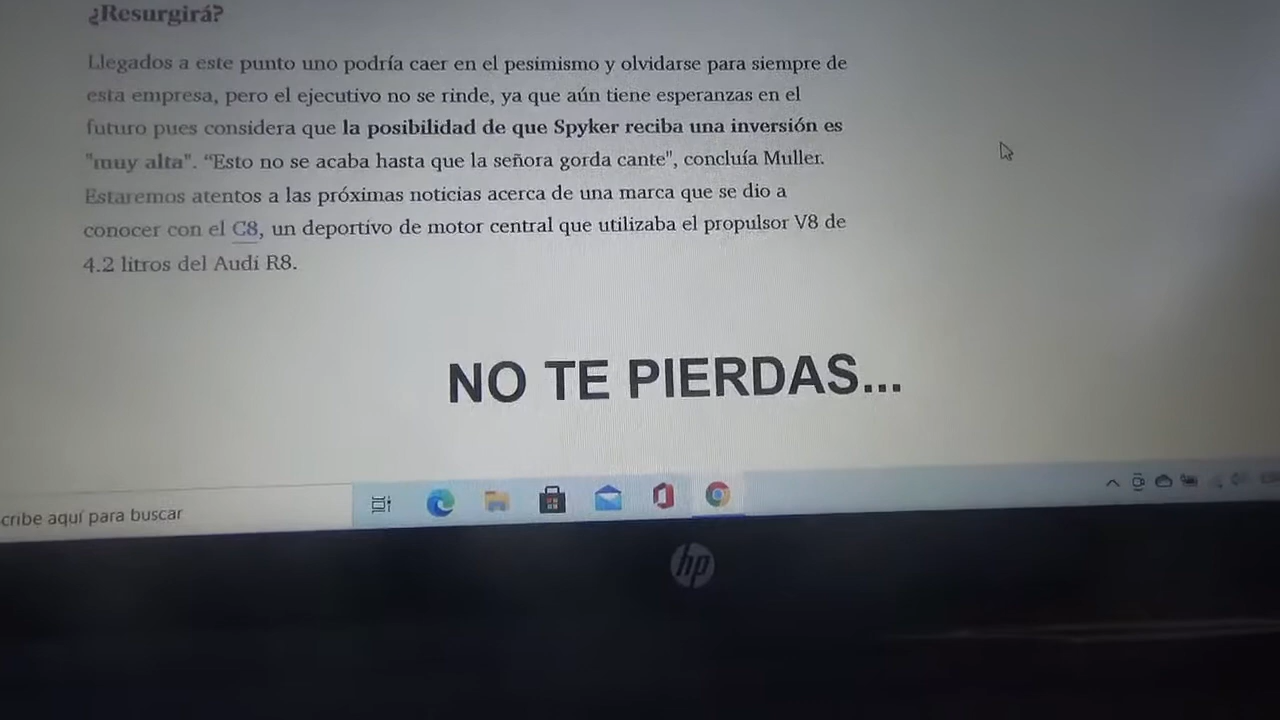 ¿Resurgirá?
Llegados a este punto uno podría caer en el pesimismo y olvidarse para siempre de
esta empresa, pero el ejecutivo no se rinde, ya que aún tiene esperanzas en el
futuro pues considera que la posibilidad de que Spyker reciba una inversión es
"muy alta". “Esto no se acaba hasta que la señora gorda cante", concluía Muller.
Estaremos atentos a las próximas noticias acerca de una marca que se dio a
conocer con el C8, un deportivo de motor central que utilizaba el propulsor V8 de
4.2 litros del Audi R8.
NO TE PIERDAS...
cribe aquí para buscar
hp